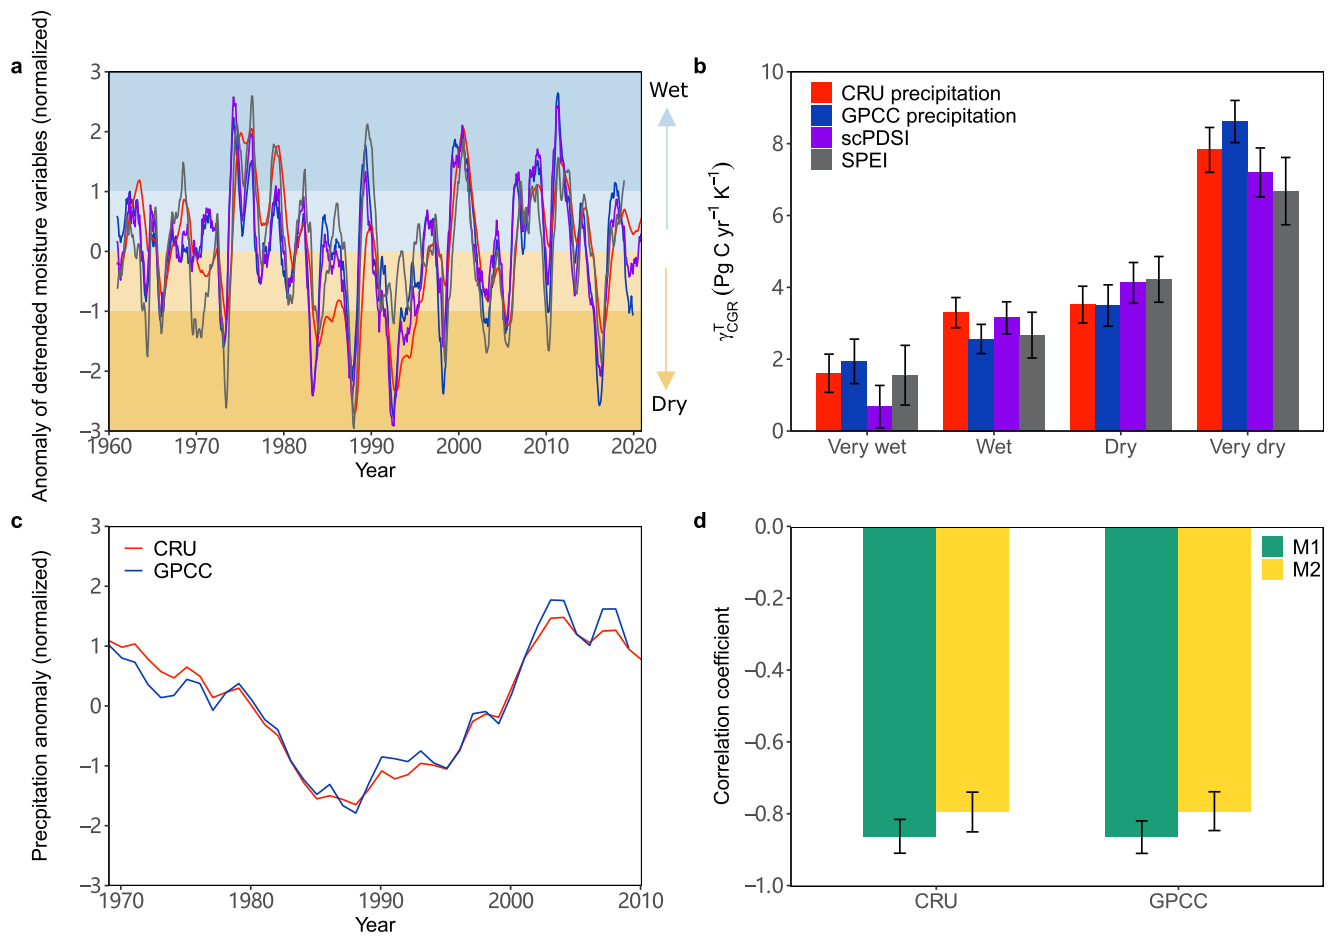 a
Anomaly of detrended moisture variables (normalized)
3
2
1
0
−1
−2
−3
1960 1970 1980 1990 2000 2010 2020
Year
Wet
Dry
b
γTCGR (Pg C yr−1 K−1)
10
8
6
4
2
0
CRU precipitation
GPCC precipitation
scPDSI
SPEI
Very wet Wet Dry Very dry
c
Precpitation anomaly (normalized)
3
2
1
0
−1
−2
−3
CRU
GPCC
1970 1980 1990 2000 2010
Year
d
Correlation coefficient
0.0
−0.2
−0.4
−0.6
−0.8
−1.0
M1
M2
CRU GPCC